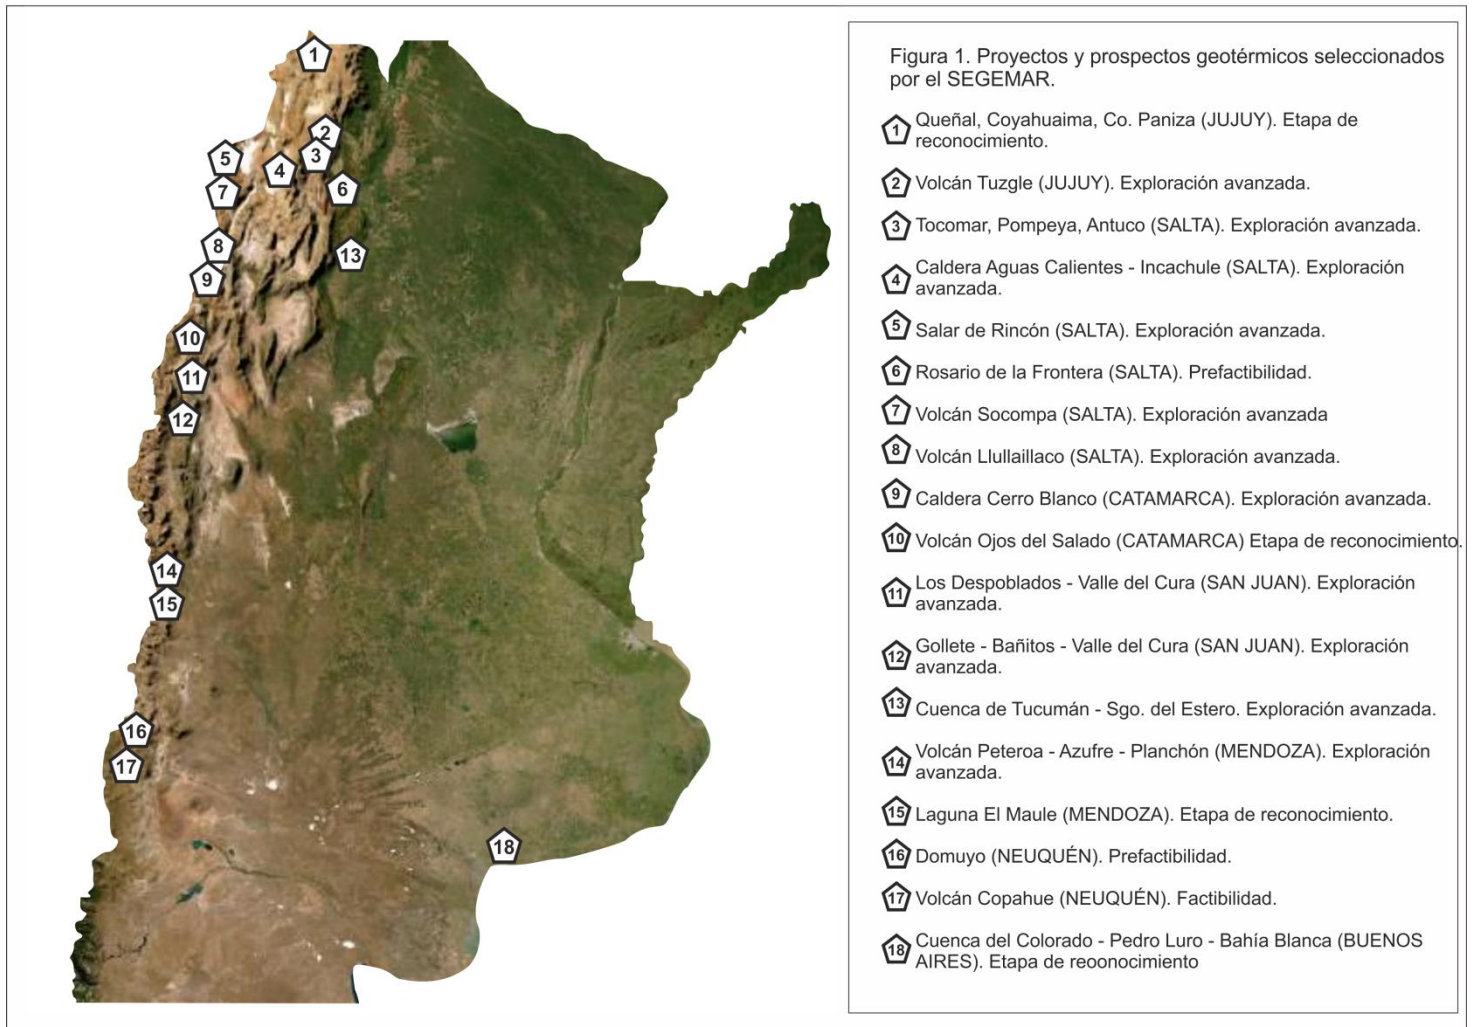 Figura 1. Proyectos y prospectos geotérmicos seleccionados
por el SEGEMAR.
1 Queñal, Coyahuaima, Co. Paniza (JUJUY). Etapa de
reconocimiento.
2 Volcán Tuzgle (JUJUY). Exploración avanzada.
3 Tocomar, Pompeya, Antuco (SALTA). Exploración avanzada.
4 Caldera Aguas Calientes - Incachule (SALTA). Exploración
avanzada.
5 Salar de Rincón (SALTA). Exploración avanzada.
6 Rosario de la Frontera (SALTA). Prefactibilidad.
7 Volcán Socompa (SALTA). Exploración avanzada
8 Volcán Llullaillaco (SALTA). Exploración avanzada.
9 Caldera Cerro Blanco (CATAMARCA). Exploración avanzada.
10 Volcán Ojos del Salado (CATAMARCA) Etapa de reconocimiento.
11 Los Despoblados - Valle del Cura (SAN JUAN). Exploración
avanzada.
12 Gollete - Bañitos - Valle del Cura (SAN JUAN). Exploración
avanzada.
13 Cuenca de Tucumán - Sgo. del Estero. Exploración avanzada.
14 Volcán Peteroa - Azufre - Planchón (MENDOZA). Exploración
avanzada.
15 Laguna El Maule (MENDOZA). Etapa de reconocimiento.
16 Domuyo (NEUQUÉN). Prefactibilidad.
17 Volcán Copahue (NEUQUÉN). Factibilidad.
18 Cuenca del Colorado - Pedro Luro - Bahía Blanca (BUENOS
AIRES). Etapa de reoonocimiento
1
2
3
5
4
7
6
8
13
9
10
11
12
14
15
16
17
18